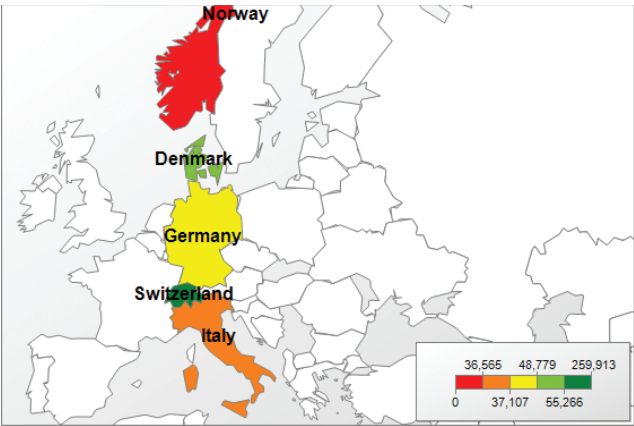 Norway
Denmark
Germany
Switzerland
Italy
36,565 48,779 259,913
0 37,107 55,266